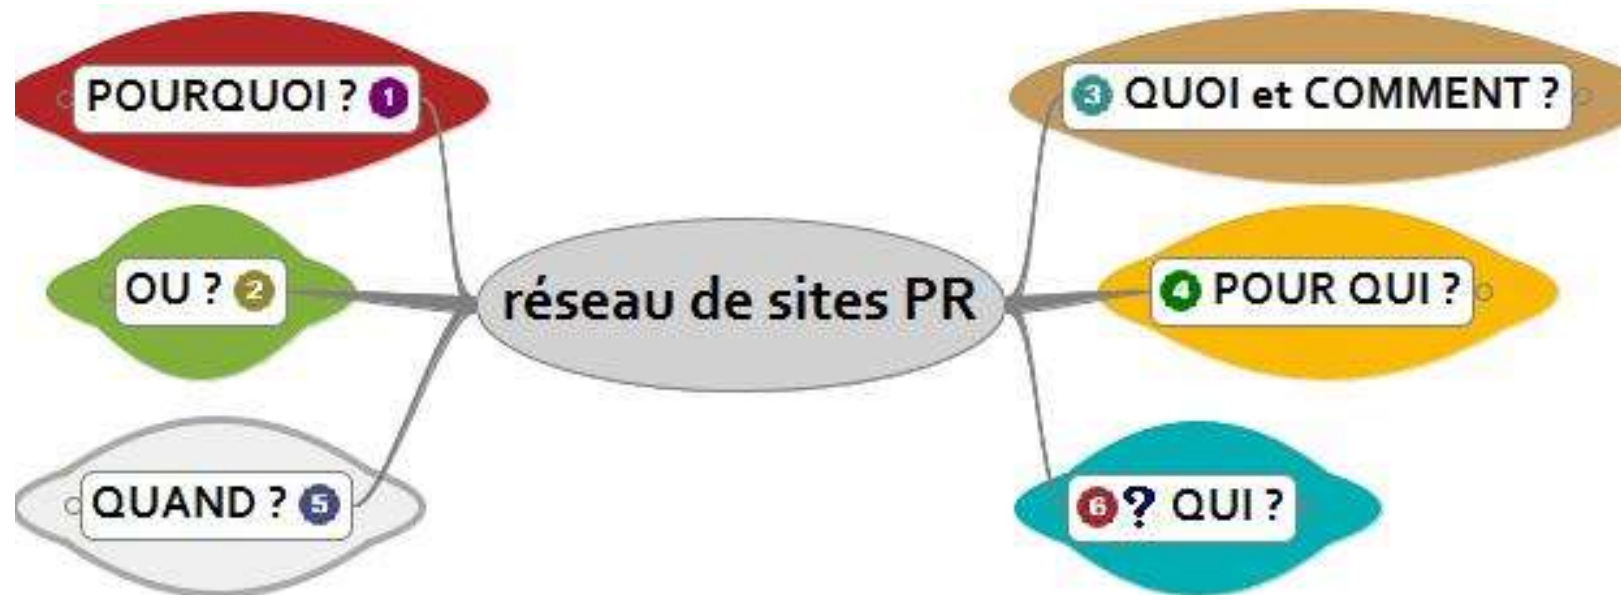 POURQUOI ? 1
3 QUOI et COMMENT ?
OU ? 2
réseau de sites PR
4 POUR QUI ?
QUAND ? 5
6 ? QUI ?